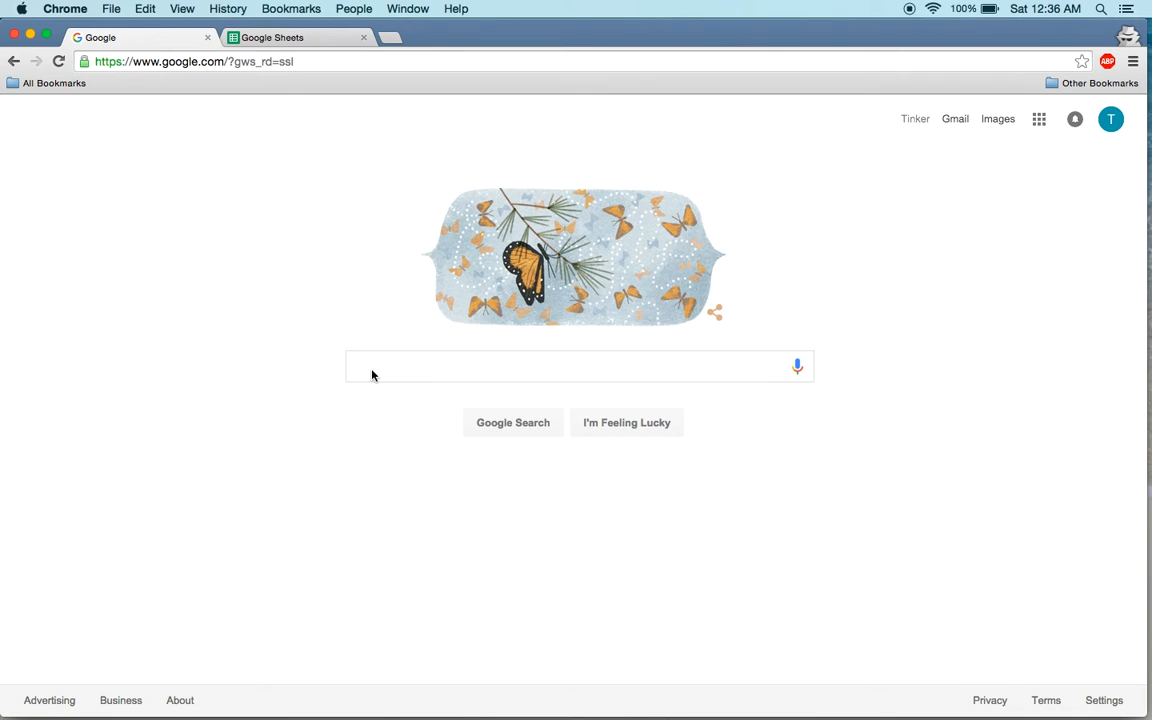 Chrome File Edit View History Bookmarks People Window Help 100% Sat 12:36 AM
Google Google Sheets
https://www.google.com/?gws_rd=ssl ABP
All Bookmarks Other Bookmarks
Tinker Gmail Images T
Google Search I'm Feeling Lucky
Advertising Business About Privacy Terms Settings